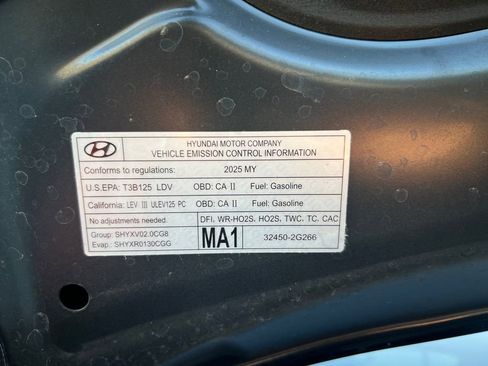 HYUNDAI MOTOR COMPANY
VEHICLE EMISSION CONTROL INFORMATION
Conforms to regulations: 2025 MY
U.S.EPA: T3B125 LDV OBD: CA II Fuel: Gasoline
California: LEV III ULEV125 PC OBD: CA II Fuel: Gasoline
No adjustments needed DFI, WR-HO2S, HO2S, TWC, TC, CAC
Group: SHYXV02.0CG8
Evap.: SHYXR0130CGG
MA1 32450-2G266